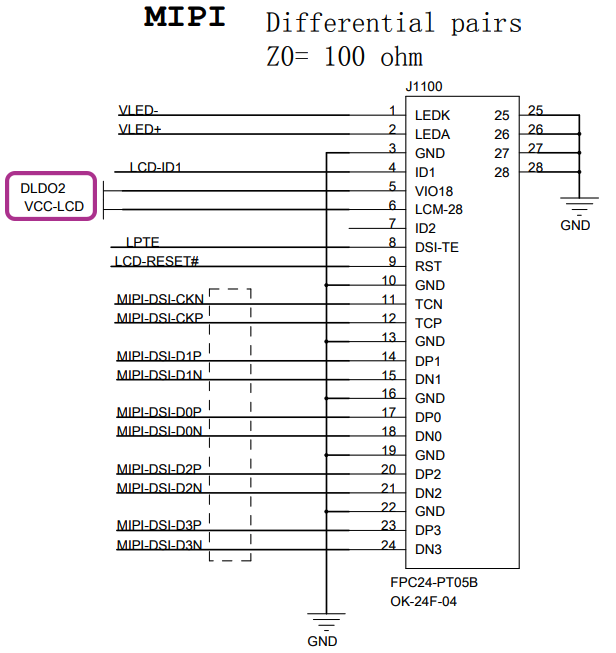 MIPI
Differential pairs
Z0= 100 ohm
J1100
VLED- 1 LEDK 25 25
VLED+ 2 LEDA 26 26
3 GND 27 27
LCD-ID1 4 ID1 28 28
DLDO2 5 VIO18
VCC-LCD 6 LCM-28
GND
7 ID2
LPTE 8 DSI-TE
LCD-RESET# 9 RST
10 GND
MIPI-DSI-CKN 11 TCN
MIPI-DSI-CKP 12 TCP
13 GND
MIPI-DSI-D1P 14 DP1
MIPI-DSI-D1N 15 DN1
16 GND
MIPI-DSI-D0P 17 DP0
MIPI-DSI-D0N 18 DN0
19 GND
MIPI-DSI-D2P 20 DP2
MIPI-DSI-D2N 21 DN2
22 GND
MIPI-DSI-D3P 23 DP3
MIPI-DSI-D3N 24 DN3
FPC24-PT05B
OK-24F-04
GND